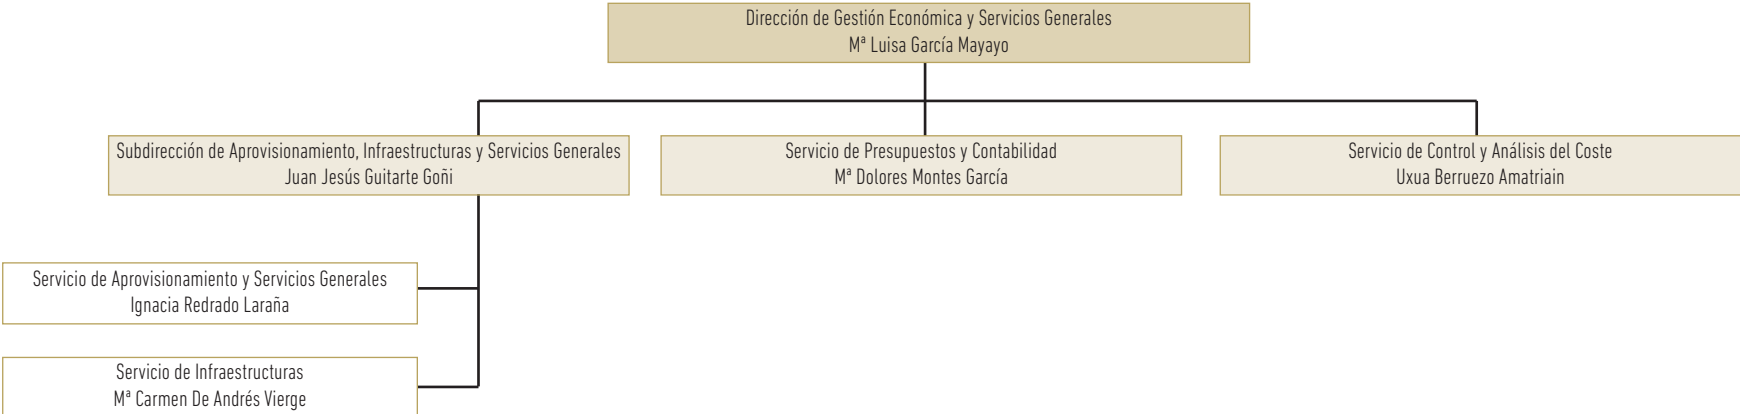 Dirección de Gestión Económica y Servicios Generales
Mª Luisa García Mayayo
Subdirección de Aprovisionamiento, Infraestructuras y Servicios Generales
Juan Jesús Guitarte Goñi
Servicio de Presupuestos y Contabilidad
Mª Dolores Montes García
Servicio de Control y Análisis del Coste
Uxua Berruezo Amatriain
Servicio de Aprovisionamiento y Servicios Generales
Ignacia Redrado Laraña
Servicio de Infraestructuras
Mª Carmen De Andrés Vierge